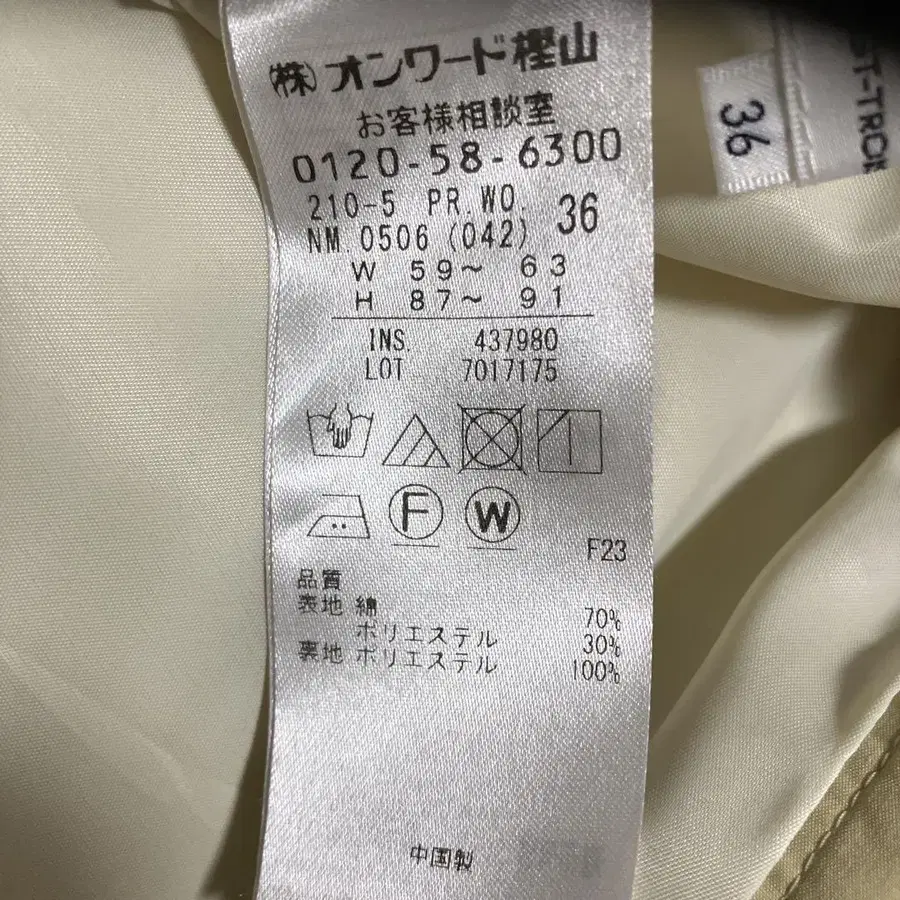 ㈱オンワード樫山
お客様相談室
0120-58-6300
210-5 PR.WO. 36
NM 0506 (042)
W 59〜 63
H 87〜 91
INS. 437980
LOT 7017175
F W
F23
品質
表地 綿 70%
ポリエステル 30%
裏地 ポリエステル 100%
中国製
36